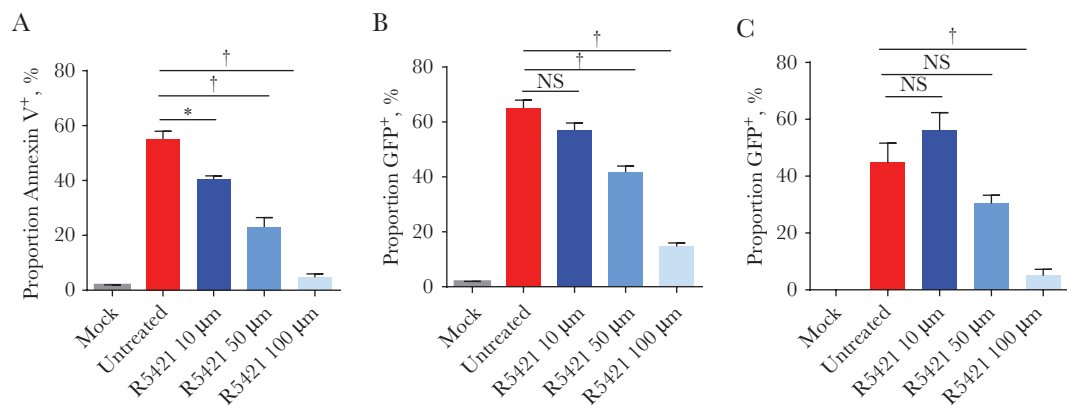 A
Proportion Annexin V+, %
80
60
40
20
0
†
†
*
Mock
Untreated
R5421 10 µm
R5421 50 µm
R5421 100 µm
B
Proportion GFP+, %
80
60
40
20
0
†
†
NS
Mock
Untreated
R5421 10 µm
R5421 50 µm
R5421 100 µm
C
Proportion GFP+, %
80
60
40
20
0
†
NS
NS
Mock
Untreated
R5421 10 µm
R5421 50 µm
R5421 100 µm